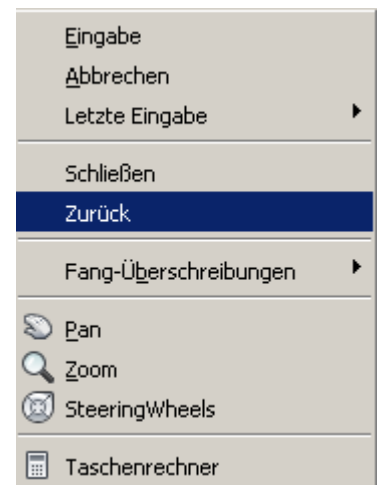 Eingabe
Abbrechen
Letzte Eingabe
Schließen
Zurück
Fang-Überschreibungen
Pan
Zoom
SteeringWheels
Taschenrechner